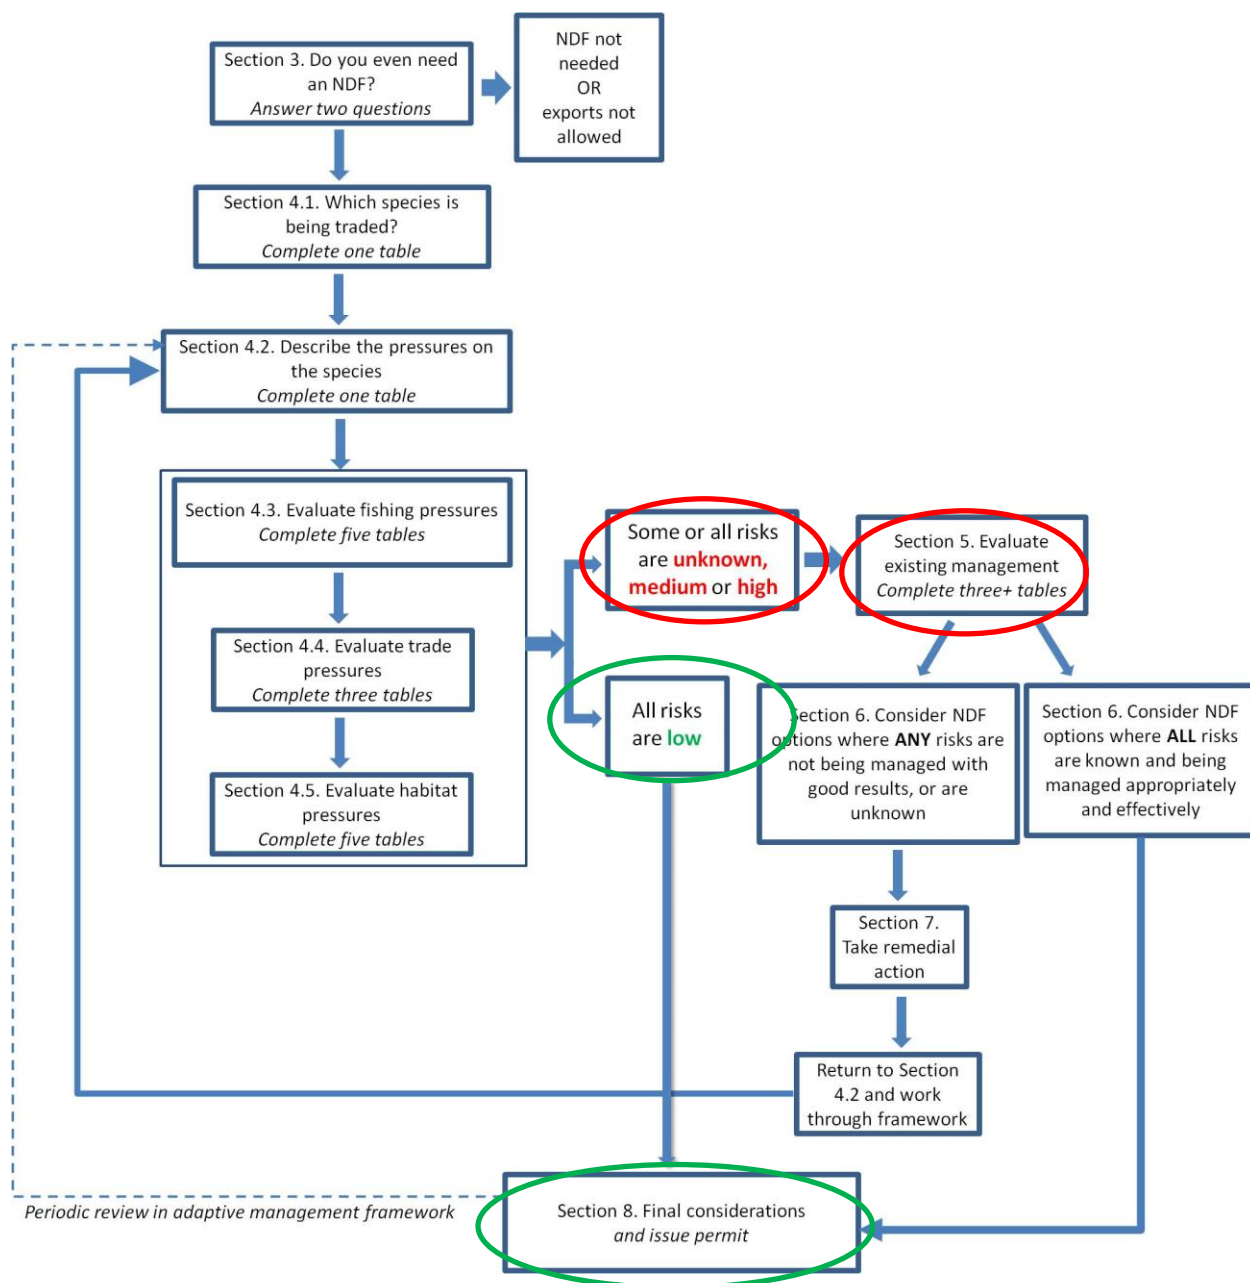 Section 3. Do you even need
an NDF?
Answer two questions
NDF not
needed
OR
exports not
allowed
Section 4.1. Which species is
being traded?
Complete one table
Section 4.2. Describe the pressures on
the species
Complete one table
Section 4.3. Evaluate fishing pressures
Complete five tables
Section 4.4. Evaluate trade
pressures
Complete three tables
Section 4.5. Evaluate habitat
pressures
Complete five tables
Some or all risks
are unknown,
medium or high
All risks
are low
Section 5. Evaluate
existing management
Complete three+ tables
Section 6. Consider NDF
options where ANY risks are
not being managed with
good results, or are
unknown
Section 6. Consider NDF
options where ALL risks
are known and being
managed appropriately
and effectively
Section 7.
Take remedial
action
Return to Section
4.2 and work
through framework
Section 8. Final considerations
and issue permit
Periodic review in adaptive management framework